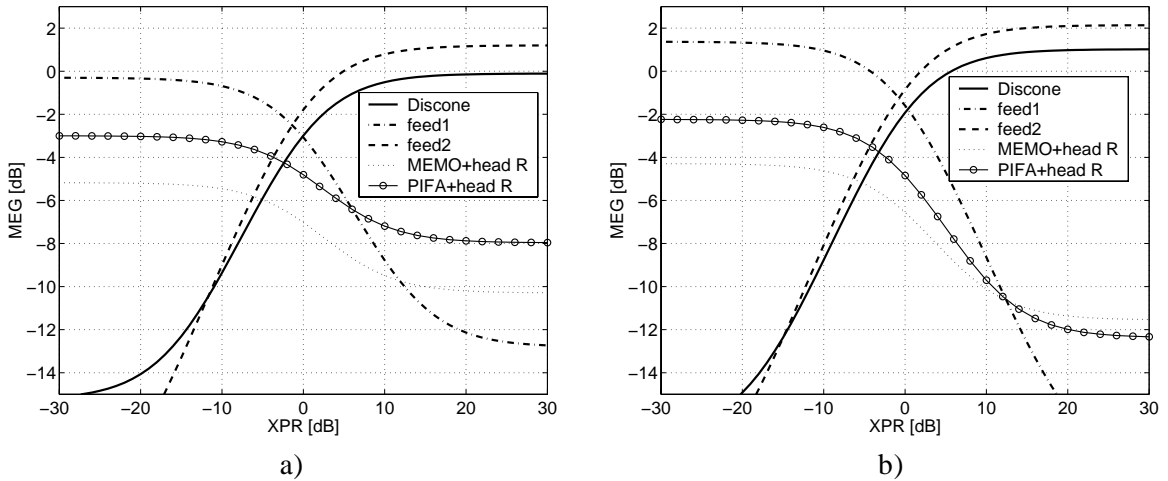 2
0
−2
−4
−6
−8
−10
−12
−14
−30
−20
−10
0
10
20
30
MEG [dB]
XPR [dB]
Discone
feed1
feed2
MEMO+head R
PIFA+head R
a)
2
0
−2
−4
−6
−8
−10
−12
−14
−30
−20
−10
0
10
20
30
MEG [dB]
XPR [dB]
Discone
feed1
feed2
MEMO+head R
PIFA+head R
b)